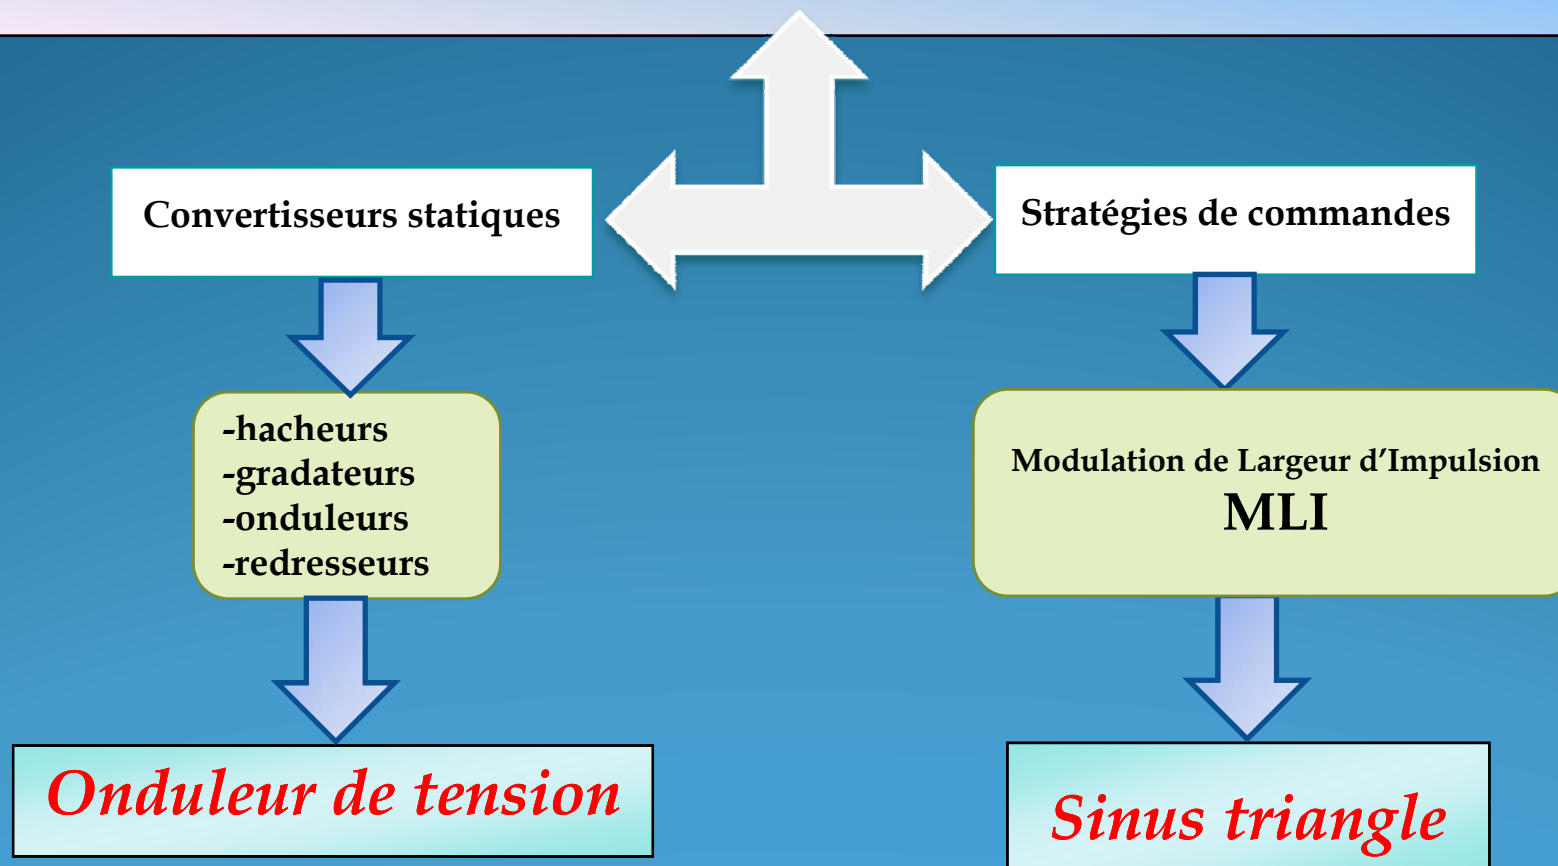 Convertisseurs statiques
Stratégies de commandes
-hacheurs
-gradateurs
-onduleurs
-redresseurs
Modulation de Largeur d’Impulsion
MLI
Onduleur de tension
Sinus triangle